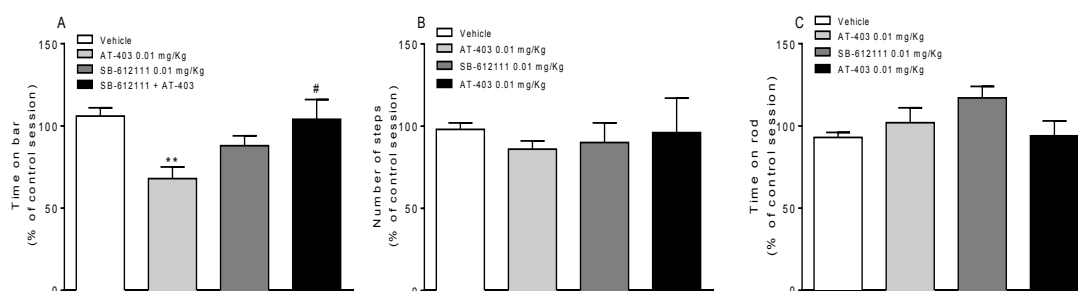 A
Vehicle
AT-403 0.01 mg/Kg
SB-612111 0.01 mg/Kg
SB-612111 + AT-403
Time on bar
(% of control session)
150
100
50
0
**
#
B
Vehicle
AT-403 0.01 mg/Kg
SB-612111 0.01 mg/Kg
AT-403 0.01 mg/Kg
Number of steps
(% of control session)
150
100
50
0
C
Vehicle
AT-403 0.01 mg/Kg
SB-612111 0.01 mg/Kg
AT-403 0.01 mg/Kg
Time on rod
(% of control session)
150
100
50
0